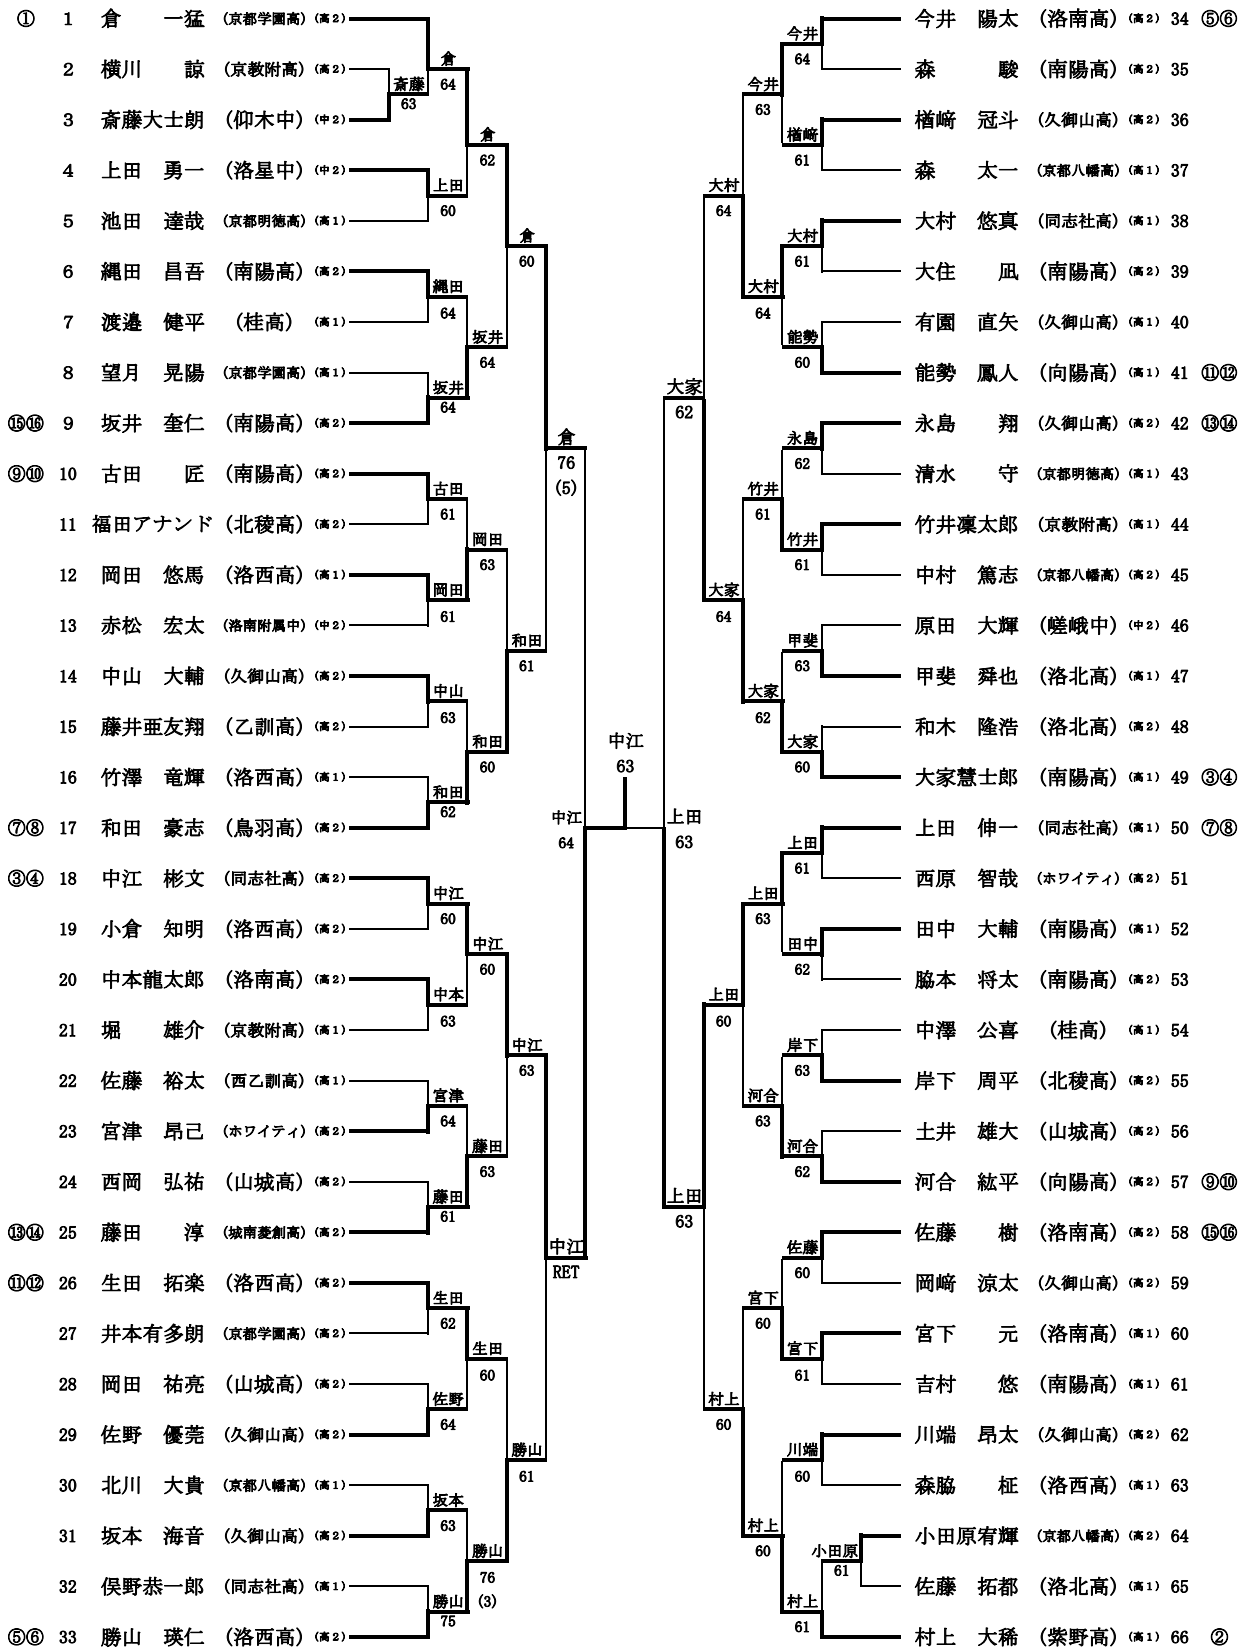 ① 1 倉　一猛 (京都学園高) (高2)
2 横川　諒 (京教附高) (高2)
3 斎藤大士朗 (仰木中) (中2)
4 上田　勇一 (洛星中) (中2)
5 池田　達哉 (京都明徳高) (高1)
6 縄田　昌吾 (南陽高) (高2)
7 渡邉　健平 (桂高) (高1)
8 望月　晃陽 (京都学園高) (高1)
⑮⑯ 9 坂井　奎仁 (南陽高) (高2)
⑨⑩ 10 古田　匠 (南陽高) (高2)
11 福田アナンド (北稜高) (高2)
12 岡田　悠馬 (洛西高) (高1)
13 赤松　宏太 (洛南附属中) (中2)
14 中山　大輔 (久御山高) (高2)
15 藤井亜友翔 (乙訓高) (高2)
16 竹澤　竜輝 (洛西高) (高1)
⑦⑧ 17 和田　豪志 (鳥羽高) (高2)
③④ 18 中江　彬文 (同志社高) (高2)
19 小倉　知明 (洛西高) (高2)
20 中本龍太郎 (洛南高) (高2)
21 堀　雄介 (京教附高) (高1)
22 佐藤　裕太 (西乙訓高) (高1)
23 宮津　昂己 (ホワイティ) (高2)
24 西岡　弘祐 (山城高) (高2)
⑬⑭ 25 藤田　淳 (城南菱創高) (高2)
⑪⑫ 26 生田　拓楽 (洛西高) (高2)
27 井本有多朗 (京都学園高) (高2)
28 岡田　祐亮 (山城高) (高2)
29 佐野　優莞 (久御山高) (高2)
30 北川　大貴 (京都八幡高) (高1)
31 坂本　海音 (久御山高) (高2)
32 俣野恭一郎 (同志社高) (高1)
⑤⑥ 33 勝山　瑛仁 (洛西高) (高2)
斎藤
63
倉
64
上田
60
縄田
64
坂井
64
古田
61
岡田
61
中山
63
和田
62
中江
60
中本
63
宮津
64
藤田
61
生田
62
佐野
64
坂本
63
勝山
75
倉
62
坂井
64
岡田
63
和田
60
中江
60
藤田
63
生田
60
勝山
76
(3)
倉
60
和田
61
中江
63
勝山
61
倉
76
(5)
中江
RET
中江
64
中江
63
上田
63
大家
62
上田
63
大村
64
大家
64
上田
60
村上
60
今井
63
大村
64
竹井
61
大家
62
上田
63
河合
63
宮下
60
村上
60
今井
64
楢﨑
61
大村
61
能勢
60
永島
62
竹井
61
甲斐
63
大家
60
上田
61
田中
62
岸下
63
河合
62
佐藤
60
宮下
61
川端
60
小田原
61
村上
61
今井　陽太 (洛南高) (高2) 34 ⑤⑥
森　駿 (南陽高) (高2) 35
楢﨑　冠斗 (久御山高) (高2) 36
森　太一 (京都八幡高) (高1) 37
大村　悠真 (同志社高) (高1) 38
大住　凪 (南陽高) (高2) 39
有園　直矢 (久御山高) (高1) 40
能勢　鳳人 (向陽高) (高1) 41 ⑪⑫
永島　翔 (久御山高) (高2) 42 ⑬⑭
清水　守 (京都明徳高) (高1) 43
竹井凜太郎 (京教附高) (高1) 44
中村　篤志 (京都八幡高) (高2) 45
原田　大輝 (嵯峨中) (中2) 46
甲斐　舜也 (洛北高) (高1) 47
和木　隆浩 (洛北高) (高2) 48
大家慧士郎 (南陽高) (高1) 49 ③④
上田　伸一 (同志社高) (高1) 50 ⑦⑧
西原　智哉 (ホワイティ) (高2) 51
田中　大輔 (南陽高) (高1) 52
脇本　将太 (南陽高) (高2) 53
中澤　公喜 (桂高) (高1) 54
岸下　周平 (北稜高) (高2) 55
土井　雄大 (山城高) (高2) 56
河合　紘平 (向陽高) (高2) 57 ⑨⑩
佐藤　樹 (洛南高) (高2) 58 ⑮⑯
岡﨑　涼太 (久御山高) (高2) 59
宮下　元 (洛南高) (高1) 60
吉村　悠 (南陽高) (高1) 61
川端　昂太 (久御山高) (高2) 62
森脇　柾 (洛西高) (高1) 63
小田原宥輝 (京都八幡高) (高2) 64
佐藤　拓都 (洛北高) (高1) 65
村上　大稀 (紫野高) (高1) 66 ②